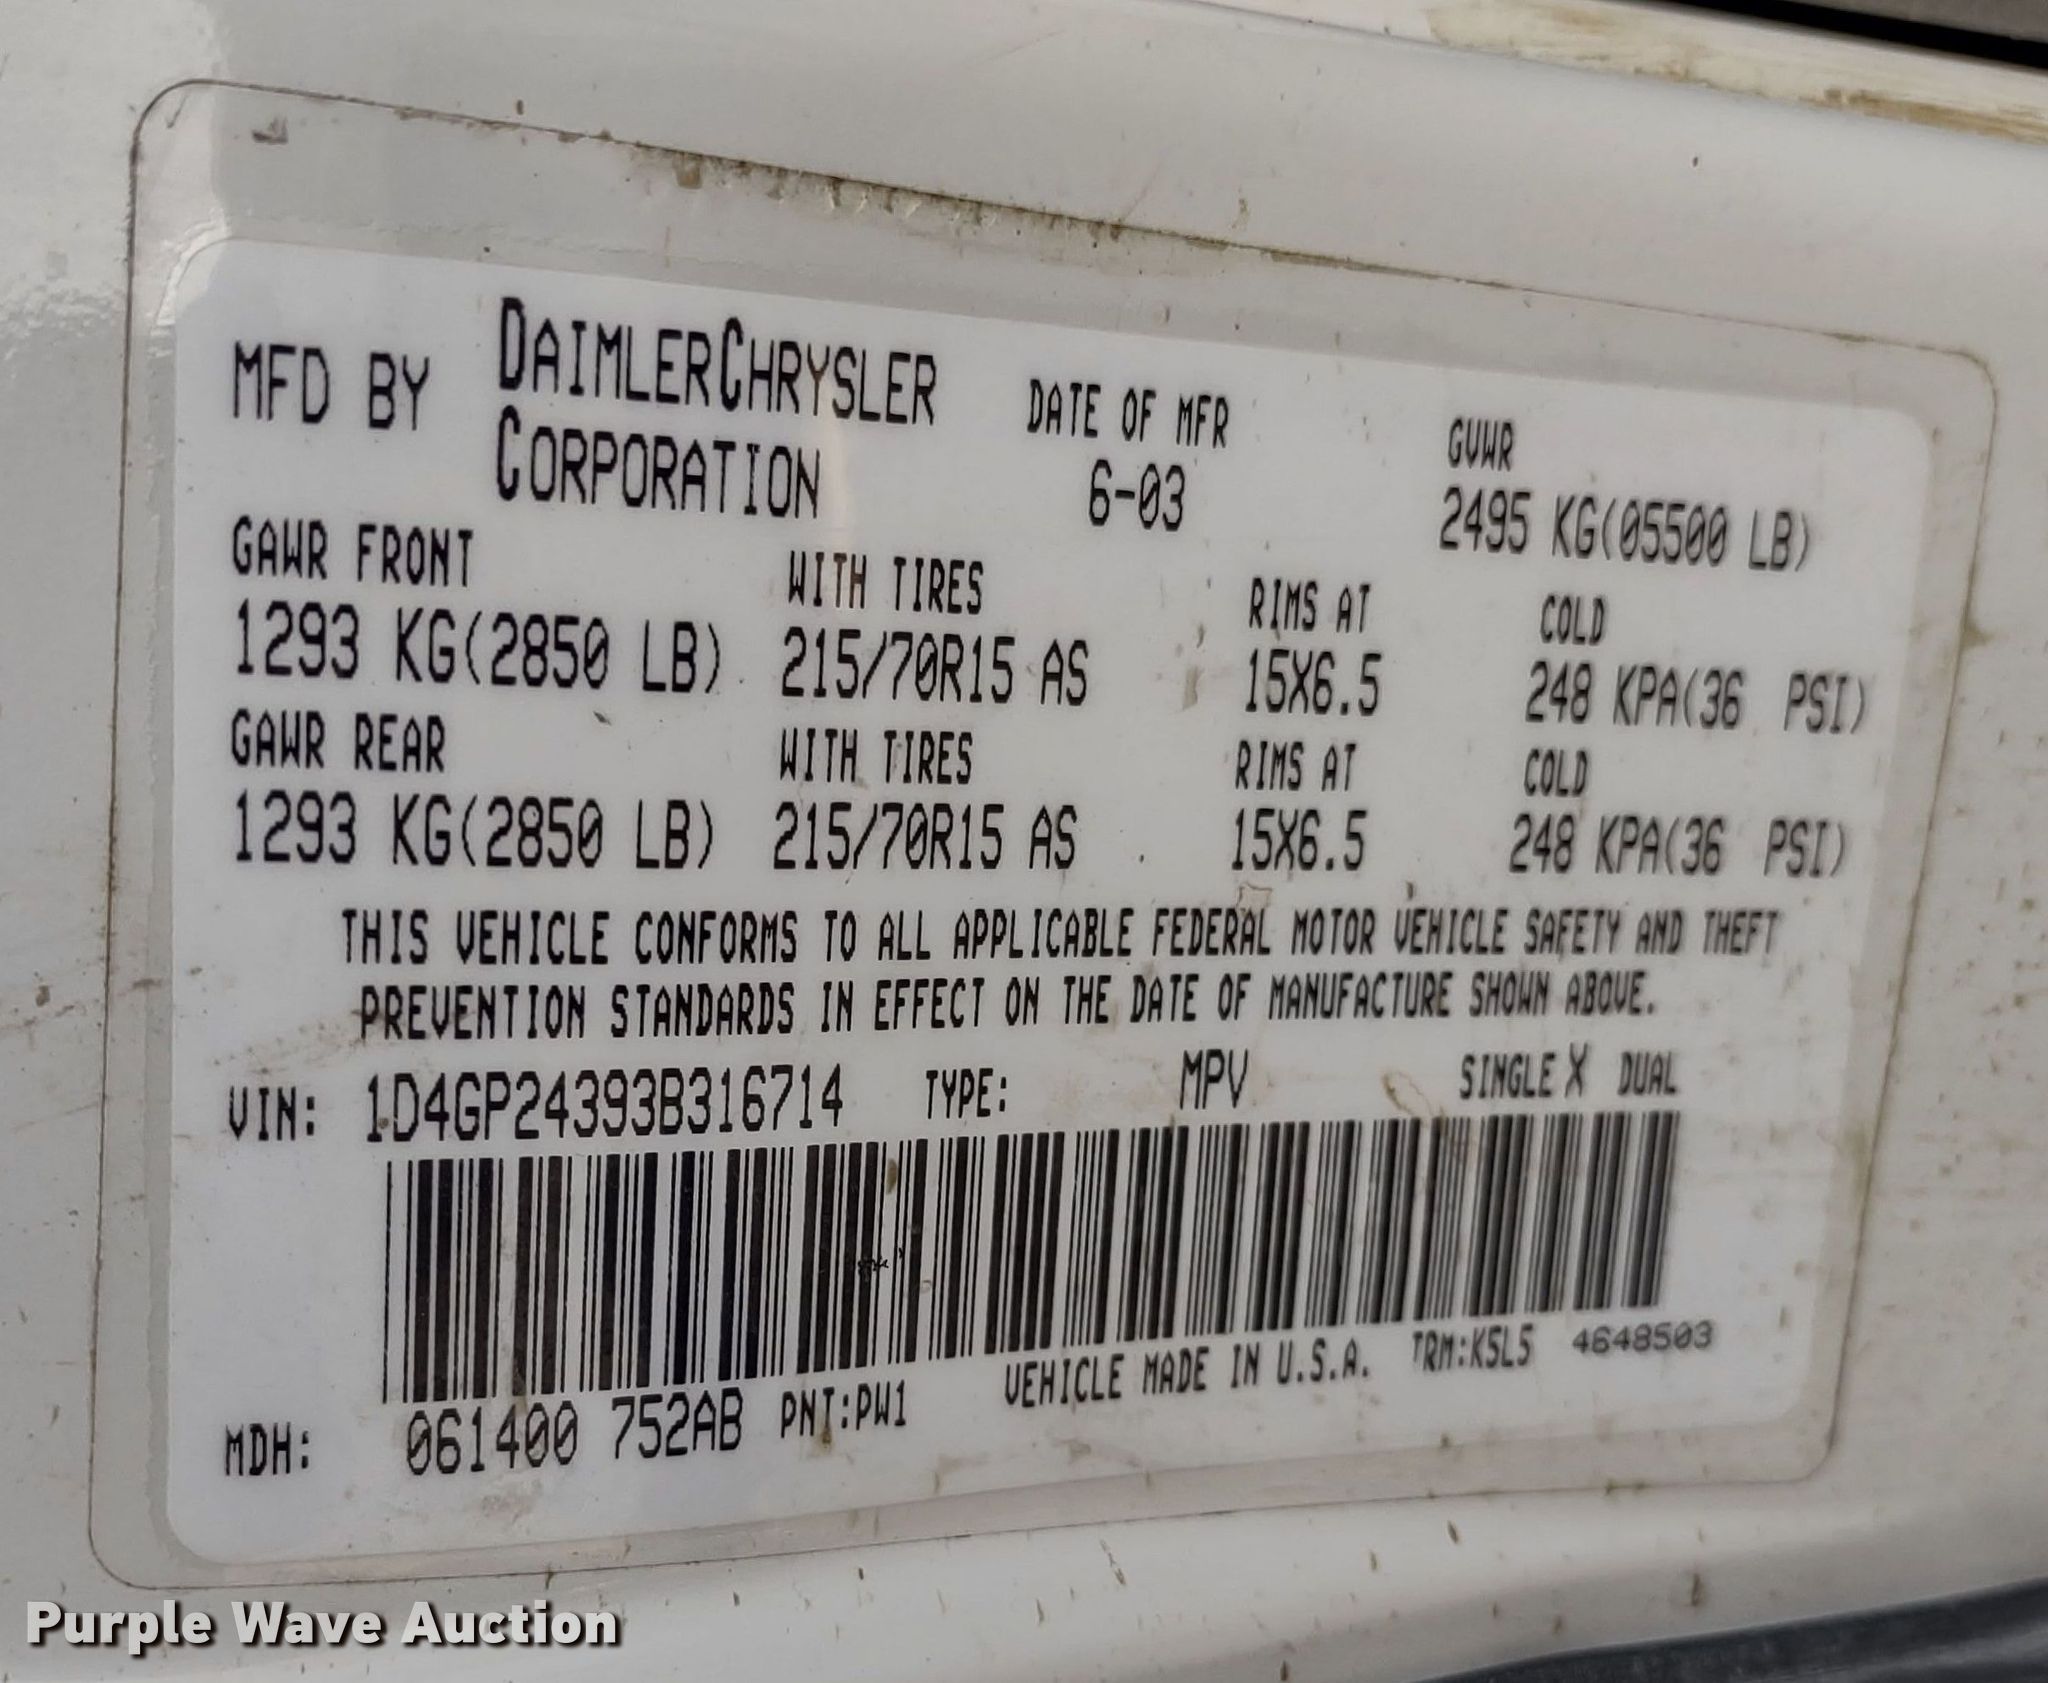 MFD BY DAIMLERCHRYSLER CORPORATION DATE OF MFR 6-03 GVWR 2495 KG(05500 LB)
GAWR FRONT WITH TIRES RIMS AT COLD
1293 KG(2850 LB) 215/70R15 AS 15X6.5 248 KPA(36 PSI)
GAWR REAR WITH TIRES RIMS AT COLD
1293 KG(2850 LB) 215/70R15 AS 15X6.5 248 KPA(36 PSI)
THIS VEHICLE CONFORMS TO ALL APPLICABLE FEDERAL MOTOR VEHICLE SAFETY AND THEFT
PREVENTION STANDARDS IN EFFECT ON THE DATE OF MANUFACTURE SHOWN ABOVE.
VIN: 1D4GP24393B316714 TYPE: MPV SINGLE X DUAL
MDH: 061400 752AB PNT:PW1 VEHICLE MADE IN U.S.A. TRM:K5L5 4648503
Purple Wave Auction